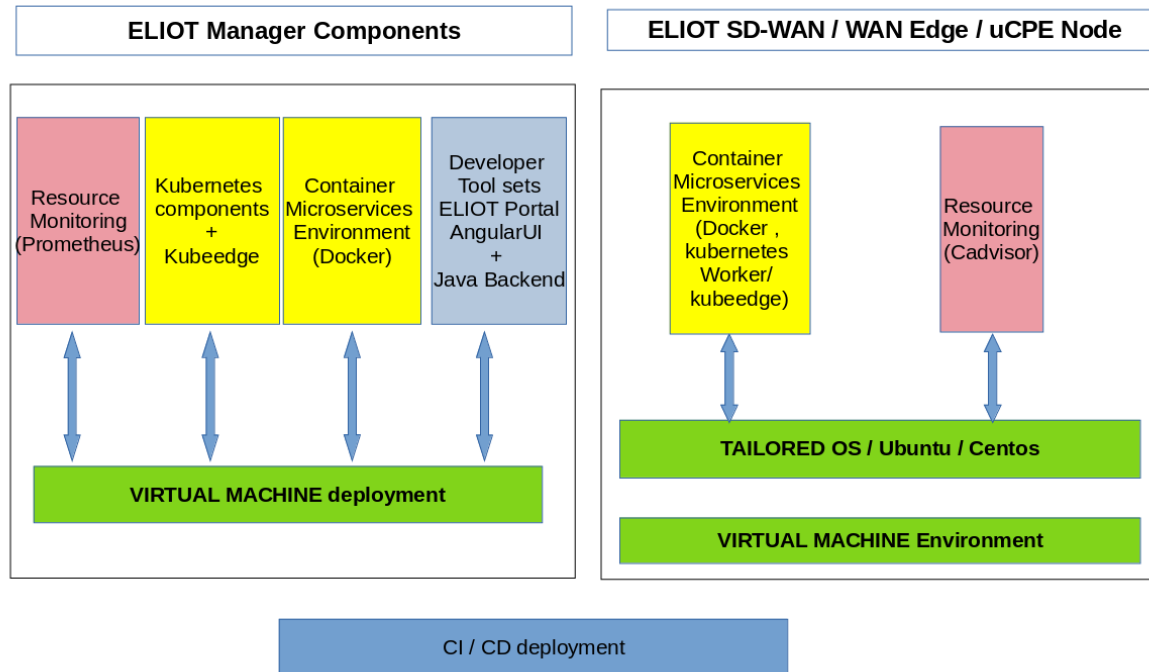 ELIOT Manager Components
ELIOT SD-WAN / WAN Edge / uCPE Node
Resource
Monitoring
(Prometheus)
Kubernetes
components
+
Kubeedge
Container
Microservices
Environment
(Docker)
Developer
Tool sets
ELIOT Portal
AngularUI
+
Java Backend
VIRTUAL MACHINE deployment
Container
Microservices
Environment
(Docker ,
kubernetes
Worker/
kubeedge)
Resource
Monitoring
(Cadvisor)
TAILORED OS / Ubuntu / Centos
VIRTUAL MACHINE Environment
CI / CD deployment